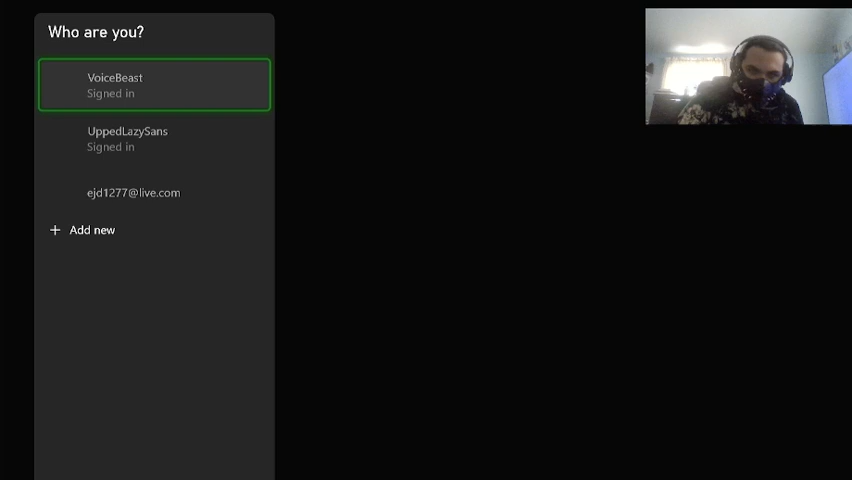 Who are you?
VoiceBeast
Signed in
UppedLazySans
Signed in
ejd1277@live.com
+ Add new